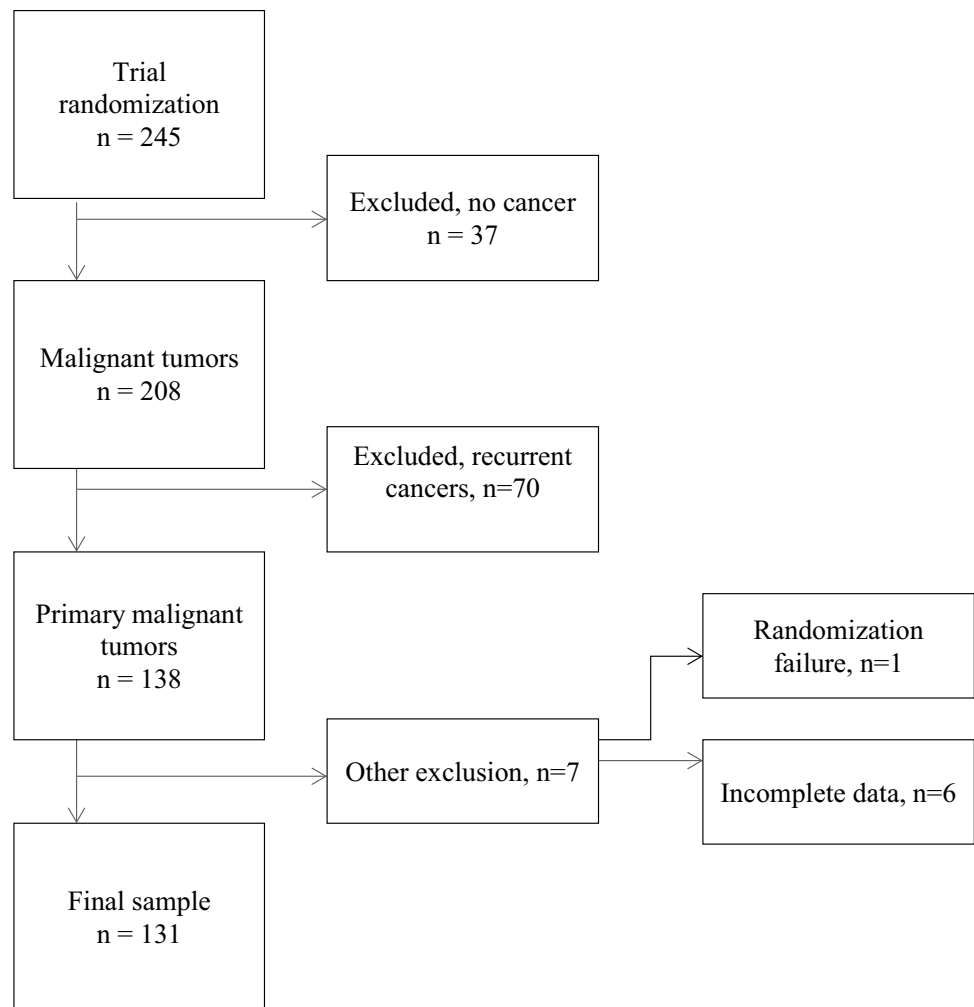 Trial
randomization
n = 245
Excluded, no cancer
n = 37
Malignant tumors
n = 208
Excluded, recurrent
cancers, n=70
Primary malignant
tumors
n = 138
Randomization
failure, n=1
Other exclusion, n=7
Incomplete data, n=6
Final sample
n = 131